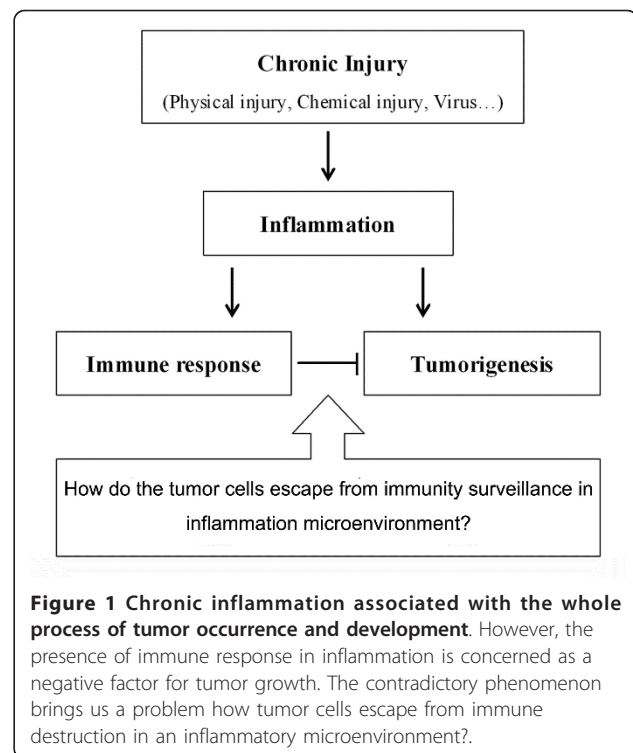 Chronic Injury
(Physical injury, Chemical injury, Virus...)
Inflammation
Immune response
Tumorigenesis
How do the tumor cells escape from immunity surveillance in
inflammation microenvironment?
Figure 1 Chronic inflammation associated with the whole
process of tumor occurrence and development. However, the
presence of immune response in inflammation is concerned as a
negative factor for tumor growth. The contradictory phenomenon
brings us a problem how tumor cells escape from immune
destruction in an inflammatory microenvironment?.